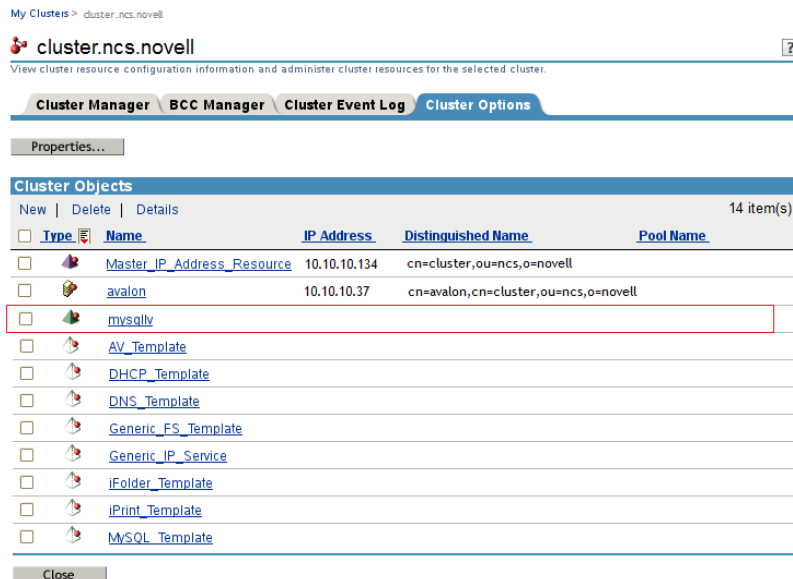 My Clusters > cluster.ncs.novell
cluster.ncs.novell
?
View cluster resource configuration information and administer cluster resources for the selected cluster.
Cluster Manager BCC Manager Cluster Event Log Cluster Options
Properties...
Cluster Objects
New | Delete | Details 14 item(s)
Type Name IP Address Distinguished Name Pool Name
Master_IP_Address_Resource 10.10.10.134 cn=cluster,ou=ncs,o=novell
avalon 10.10.10.37 cn=avalon,cn=cluster,ou=ncs,o=novell
mysqllv
AV_Template
DHCP_Template
DNS_Template
Generic_FS_Template
Generic_IP_Service
iFolder_Template
iPrint_Template
MySQL_Template
Close